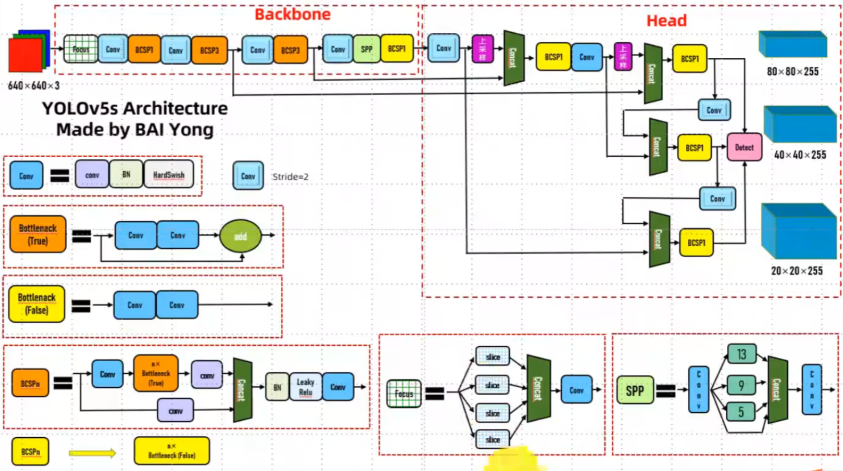 Backbone
Head
Focus
Conv
BCSP1
Conv
BCSP3
Conv
BCSP3
Conv
SPP
BCSP1
Conv
上采样
Concat
BCSP1
Conv
上采样
Concat
BCSP1
640×640×3
80×80×255
YOLOv5s Architecture
Made by BAI Yong
Conv
Concat
BCSP1
Detect
40×40×255
Conv
conv
BN
HardSwish
Conv
Stride=2
Conv
Concat
BCSP1
20×20×255
Bottlenack
(True)
Conv
Conv
add
Bottlenack
(False)
Conv
Conv
BCSPn
Conv
n×
Bottleneck
(True)
conv
Concat
BN
Leaky
Relu
Conv
conv
Focus
slice
slice
slice
slice
Concat
Conv
SPP
Conv
13
9
5
Concat
Conv
BCSPn
n×
Bottleneck (False)